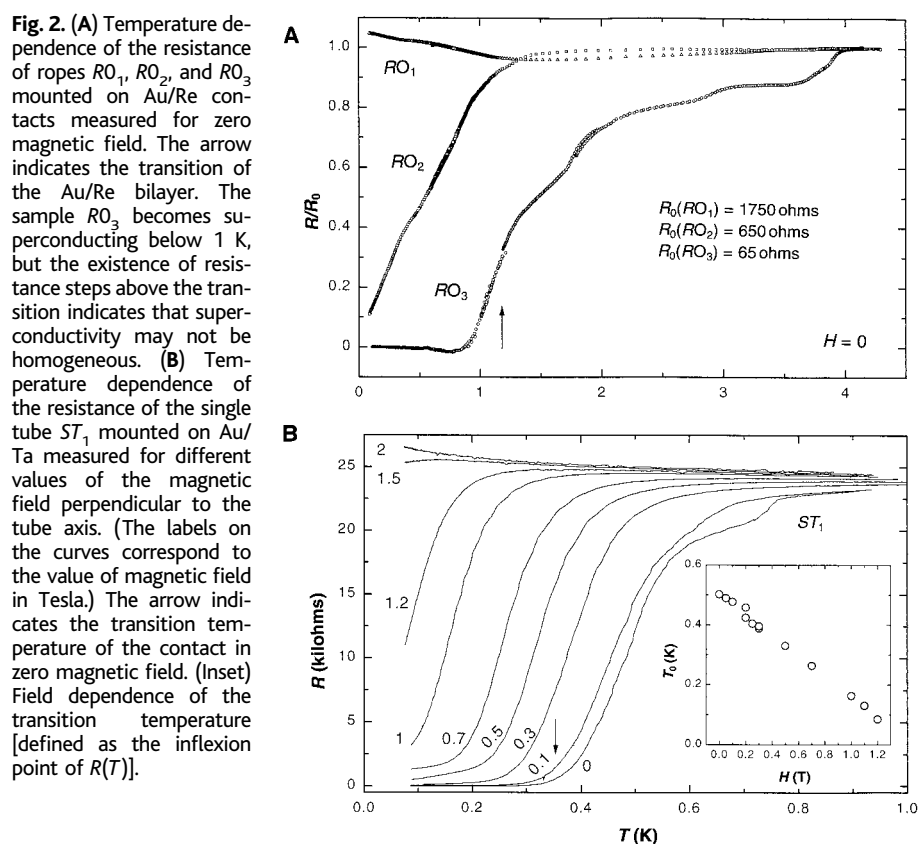 Fig. 2. (A) Temperature de-
pendence of the resistance
of ropes R0₁, R0₂, and R0₃
mounted on Au/Re con-
tacts measured for zero
magnetic field. The arrow
indicates the transition of
the Au/Re bilayer. The
sample R0₃ becomes su-
perconducting below 1 K,
but the existence of resis-
tance steps above the tran-
sition indicates that super-
conductivity may not be
homogeneous. (B) Tem-
perature dependence of
the resistance of the single
tube ST₁ mounted on Au/
Ta measured for different
values of the magnetic
field perpendicular to the
tube axis. (The labels on
the curves correspond to
the value of magnetic field
in Tesla.) The arrow indi-
cates the transition tem-
perature of the contact in
zero magnetic field. (Inset)
Field dependence of the
transition temperature
[defined as the inflexion
point of R(T)].
A
R/R₀
1.0
0.8
0.6
0.4
0.2
0
RO₁
RO₂
RO₃
R₀(RO₁) = 1750 ohms
R₀(RO₂) = 650 ohms
R₀(RO₃) = 65 ohms
H = 0
0 1 2 3 4
B
R (kilohms)
25
20
15
10
5
0
2
1.5
1.2
1
0.7
0.5
0.3
0.1
0
ST₁
T₀ (K)
0.6
0.4
0.2
0.0
0.0 0.2 0.4 0.6 0.8 1.0 1.2
H (T)
0.0 0.2 0.4 0.6 0.8 1.0
T (K)